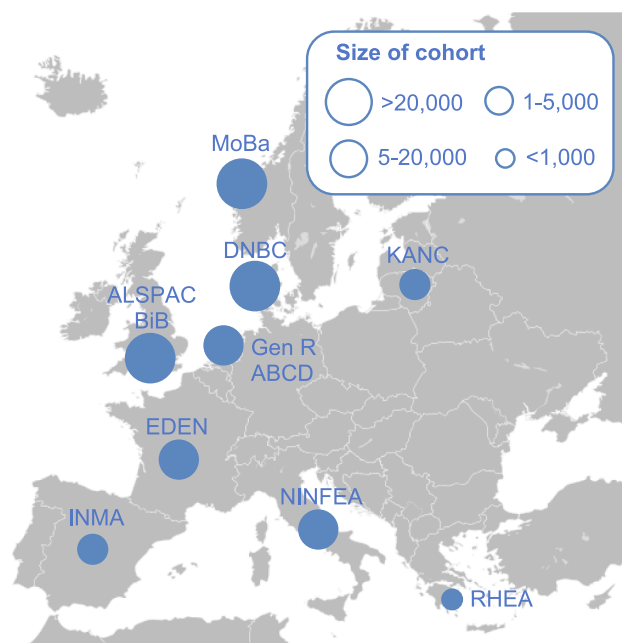 Size of cohort
>20,000
1-5,000
5-20,000
<1,000
MoBa
DNBC
KANC
ALSPAC
BiB
Gen R
ABCD
EDEN
NINFEA
INMA
RHEA